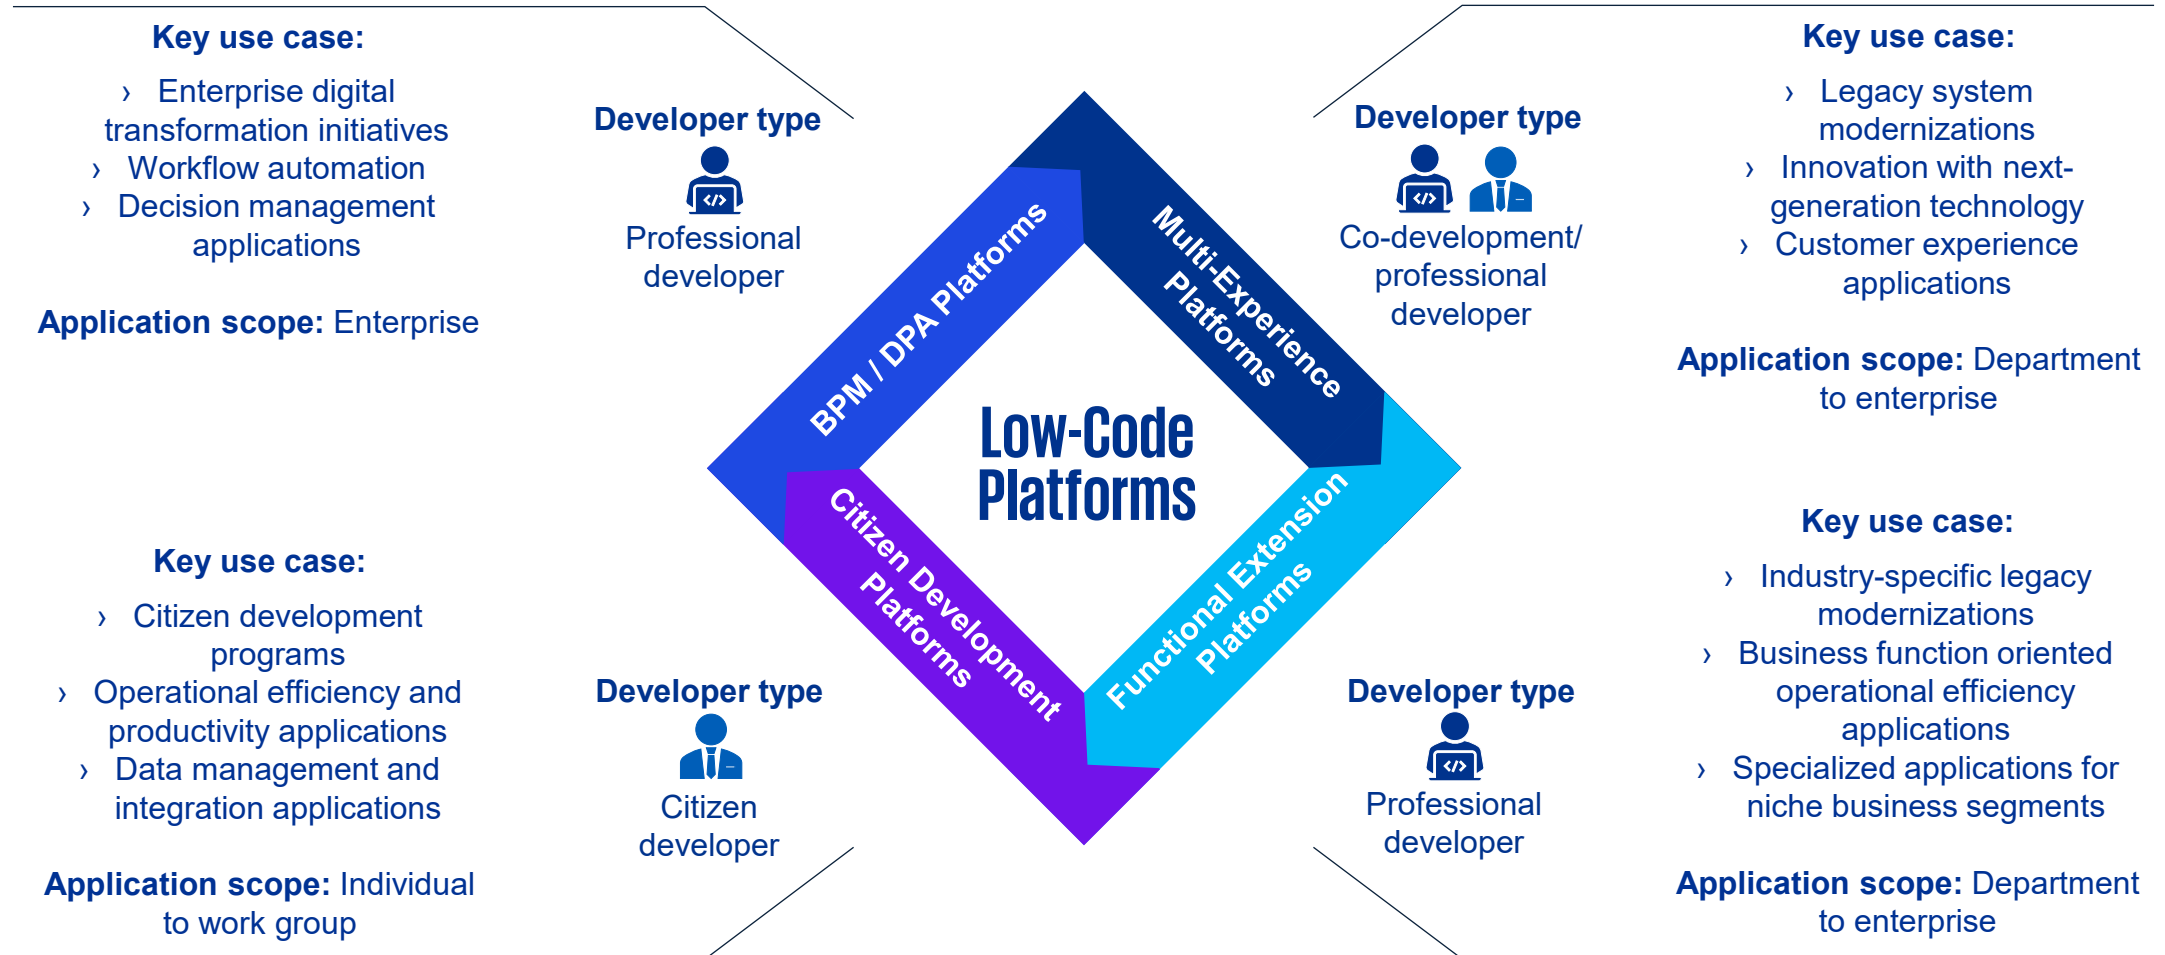 Key use case:
› Enterprise digital
transformation initiatives
› Workflow automation
› Decision management
applications
Application scope: Enterprise
Developer type
</>
Professional
developer
BPM / DPA Platforms
Multi-Experience
Platforms
Developer type
</>
Co-development/
professional
developer
Key use case:
› Legacy system
modernizations
› Innovation with next-
generation technology
› Customer experience
applications
Application scope: Department
to enterprise
Low-Code
Platforms
Key use case:
› Citizen development
programs
› Operational efficiency and
productivity applications
› Data management and
integration applications
Application scope: Individual
to work group
Developer type
Citizen
developer
Citizen Development
Platforms
Functional Extension
Platforms
Developer type
</>
Professional
developer
Key use case:
› Industry-specific legacy
modernizations
› Business function oriented
operational efficiency
applications
› Specialized applications for
niche business segments
Application scope: Department
to enterprise